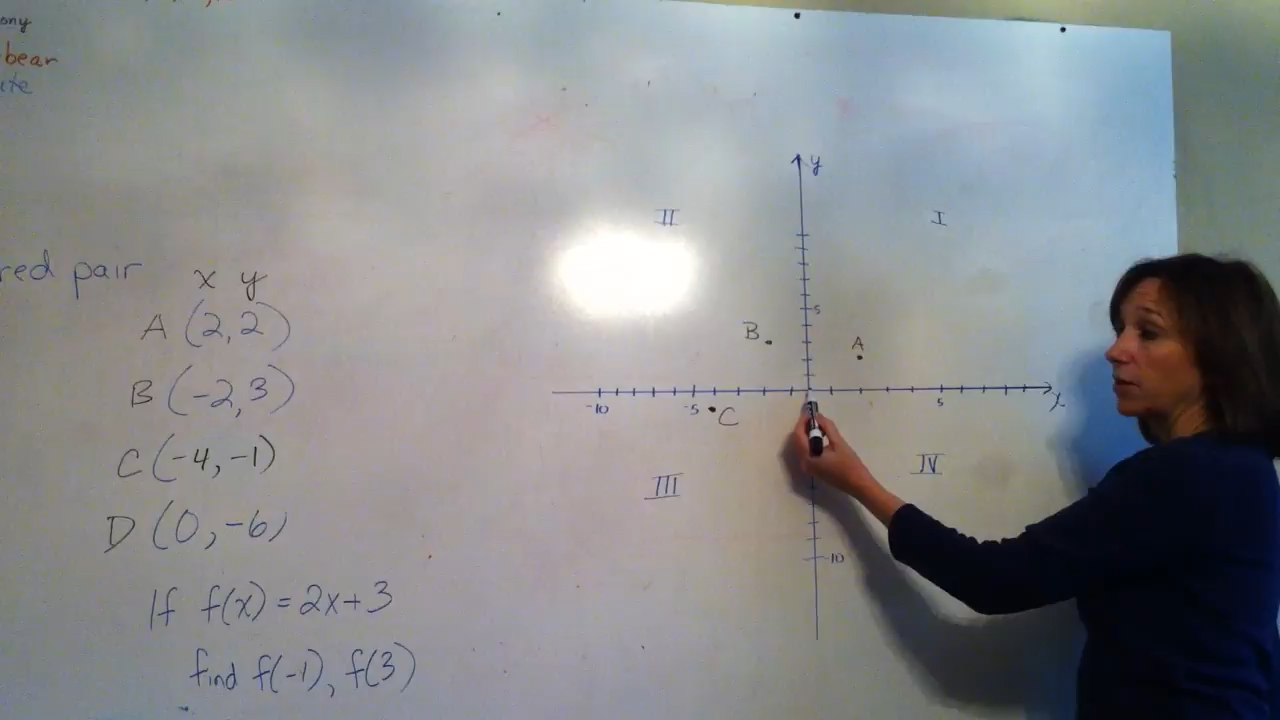 ony
bear
red pair
x y
A (2,2)
B (-2,3)
C (-4,-1)
D (0,-6)
If f(x) = 2x+3
find f(-1), f(3)
y
II
I
5
B
A
-10
-5
5
x
C
III
IV
-10